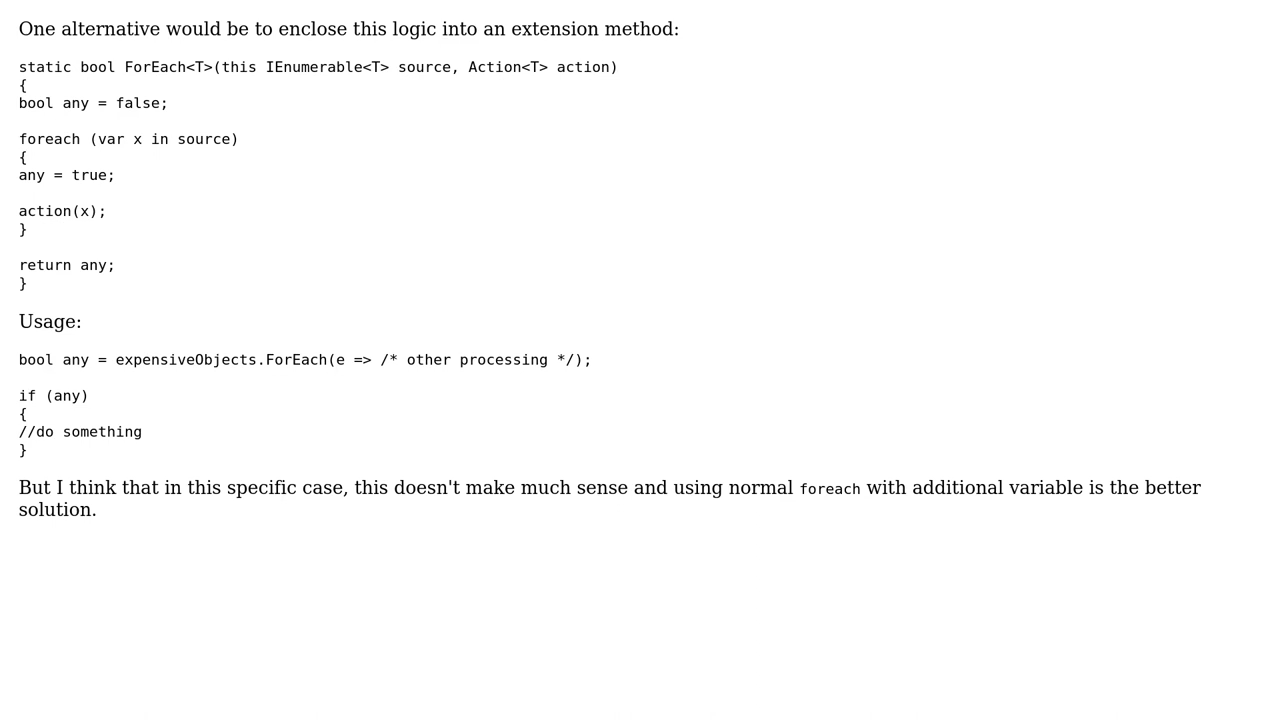 One alternative would be to enclose this logic into an extension method:
static bool ForEach<T>(this IEnumerable<T> source, Action<T> action)
{
bool any = false;
foreach (var x in source)
{
any = true;
action(x);
}
return any;
}
Usage:
bool any = expensiveObjects.ForEach(e => /* other processing */);
if (any)
{
//do something
}
But I think that in this specific case, this doesn't make much sense and using normal foreach with additional variable is the better
solution.